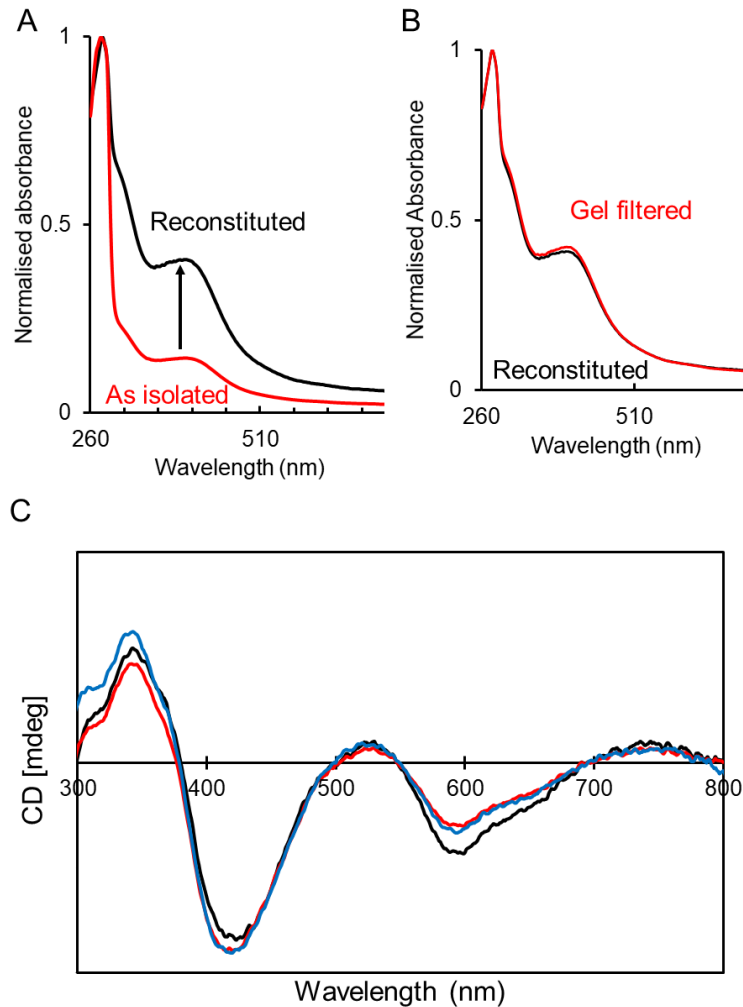 A
1
Normalised absorbance
0.5
0
Reconstituted
As isolated
260
510
Wavelength (nm)
B
1
Normalised Absorbance
0.5
0
Gel filtered
Reconstituted
260
510
Wavelength (nm)
C
CD [mdeg]
300
400
500
600
700
800
Wavelength (nm)